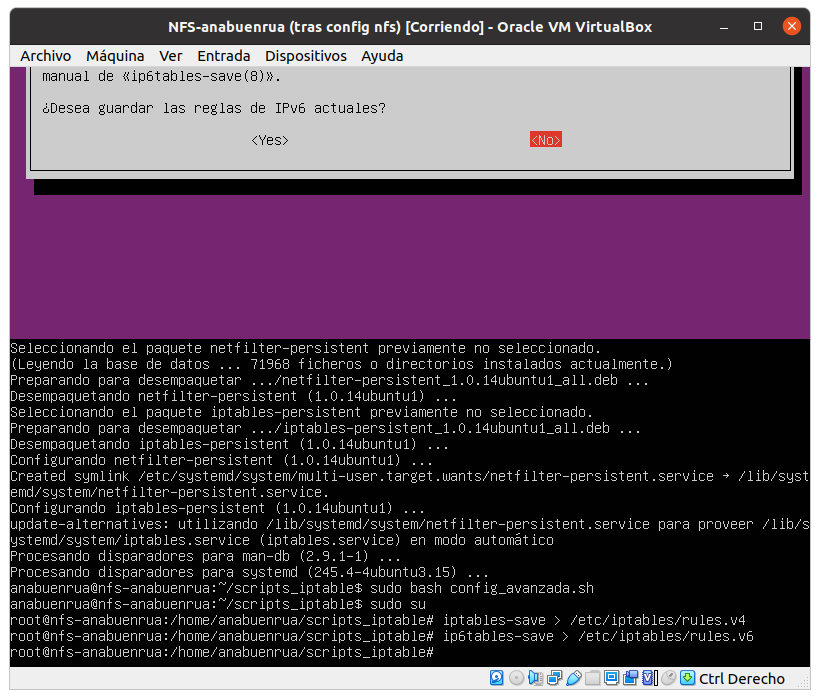 NFS-anabuenrua (tras config nfs) [Corriendo] - Oracle VM VirtualBox
Archivo Máquina Ver Entrada Dispositivos Ayuda
manual de «ip6tables-save(8)».
¿Desea guardar las reglas de IPv6 actuales?
<Yes> <No>
Seleccionando el paquete netfilter-persistent previamente no seleccionado.
(Leyendo la base de datos ... 71968 ficheros o directorios instalados actualmente.)
Preparando para desempaquetar .../netfilter-persistent_1.0.14ubuntu1_all.deb ...
Desempaquetando netfilter-persistent (1.0.14ubuntu1) ...
Seleccionando el paquete iptables-persistent previamente no seleccionado.
Preparando para desempaquetar .../iptables-persistent_1.0.14ubuntu1_all.deb ...
Desempaquetando iptables-persistent (1.0.14ubuntu1) ...
Configurando netfilter-persistent (1.0.14ubuntu1) ...
Created symlink /etc/systemd/system/multi-user.target.wants/netfilter-persistent.service → /lib/syst
emd/system/netfilter-persistent.service.
Configurando iptables-persistent (1.0.14ubuntu1) ...
update-alternatives: utilizando /lib/systemd/system/netfilter-persistent.service para proveer /lib/s
ystemd/system/iptables.service (iptables.service) en modo automático
Procesando disparadores para man-db (2.9.1-1) ...
Procesando disparadores para systemd (245.4-4ubuntu3.15) ...
anabuenrua@nfs-anabuenrua:~/scripts_iptable$ sudo bash config_avanzada.sh
anabuenrua@nfs-anabuenrua:~/scripts_iptable$ sudo su
root@nfs-anabuenrua:/home/anabuenrua/scripts_iptable# iptables-save > /etc/iptables/rules.v4
root@nfs-anabuenrua:/home/anabuenrua/scripts_iptable# ip6tables-save > /etc/iptables/rules.v6
root@nfs-anabuenrua:/home/anabuenrua/scripts_iptable#
Ctrl Derecho